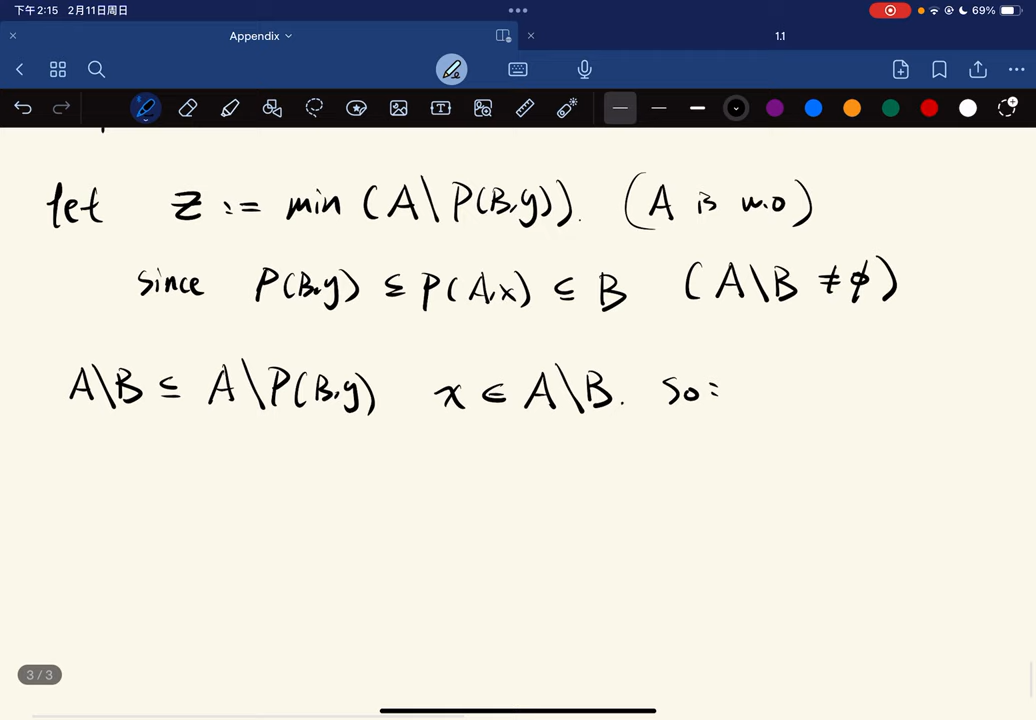 下午2:15 2月11日周日
69%
Appendix
1.1
let z := min (A\P(B,y)). (A is w.o)
since P(B,y) ⊆ P(A,x) ⊆ B (A\B ≠ ∅)
A\B ⊆ A\P(B,y) x ∈ A\B. So:
3 / 3